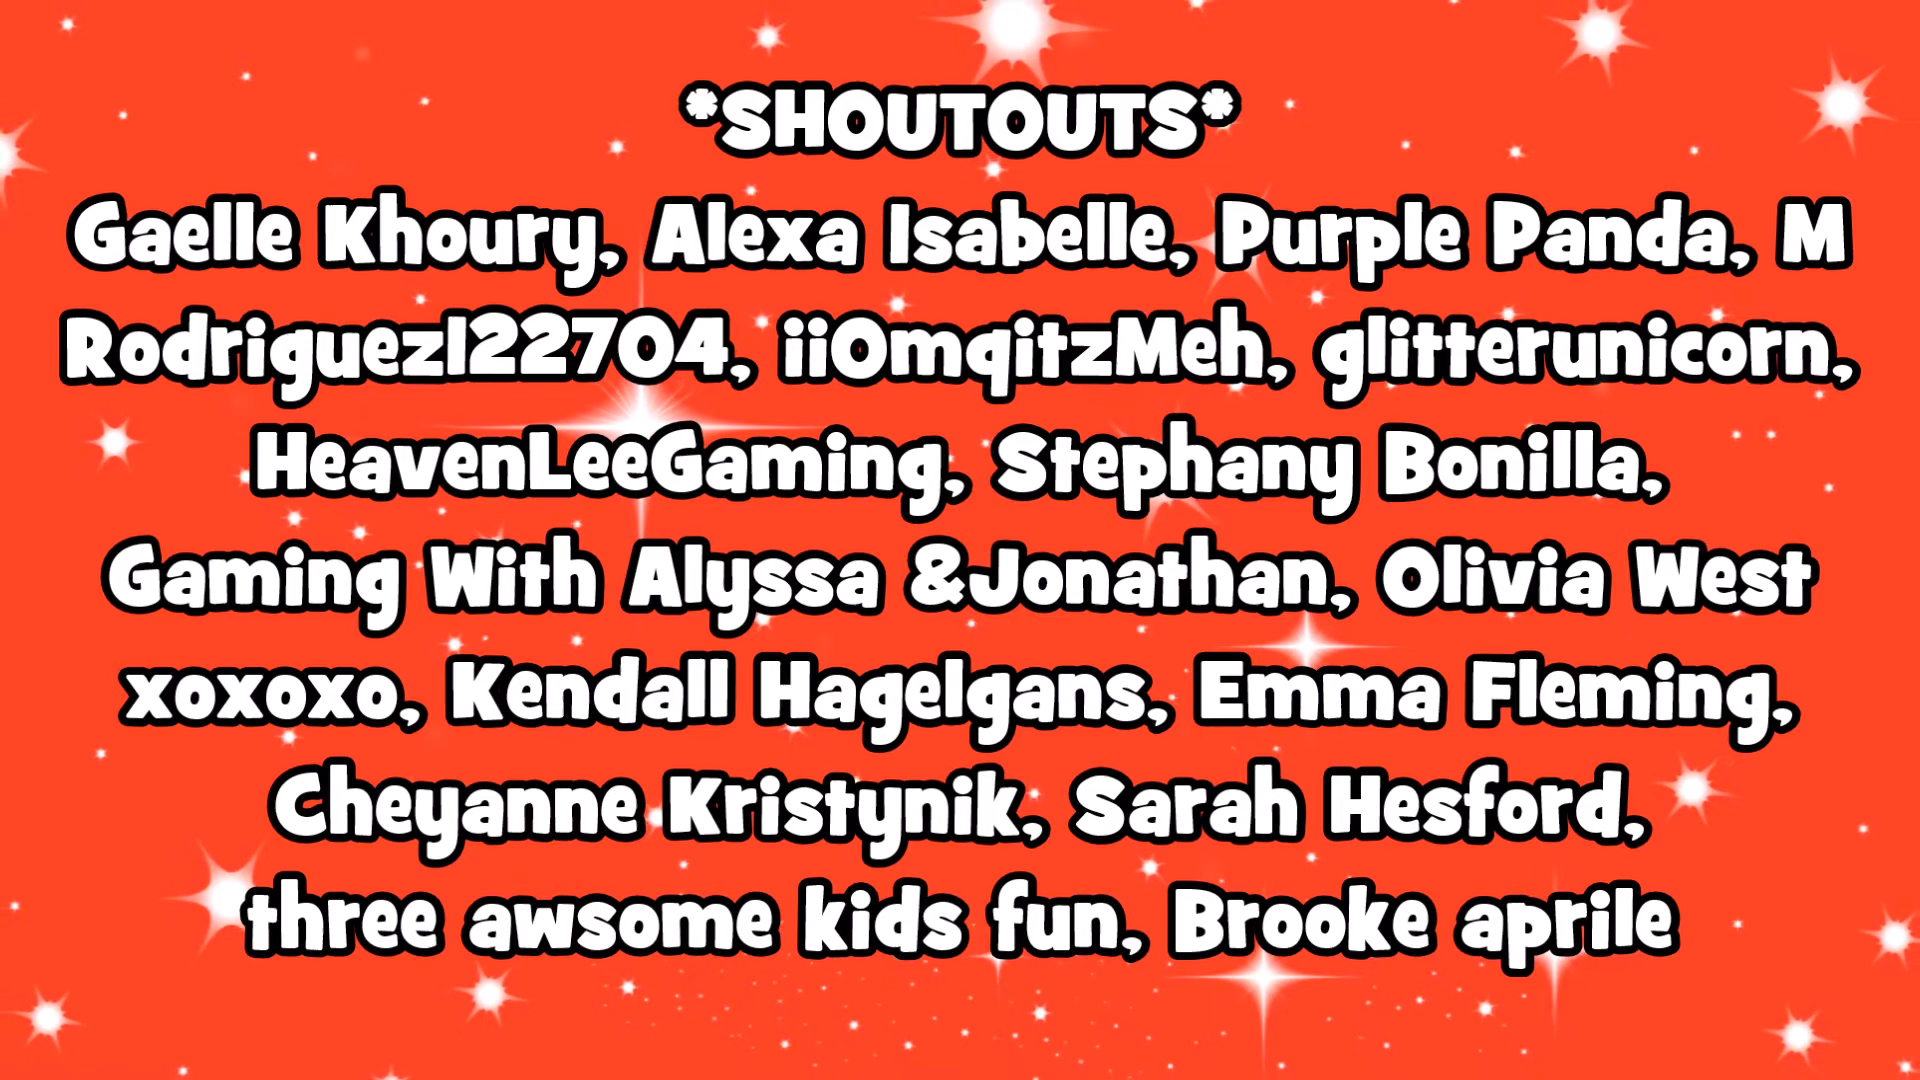 *SHOUTOUTS*
Gaelle Khoury, Alexa Isabelle, Purple Panda, M
Rodriguez122704, iiOmqitzMeh, glitterunicorn,
HeavenLeeGaming, Stephany Bonilla,
Gaming With Alyssa &Jonathan, Olivia West
xoxoxo, Kendall Hagelgans, Emma Fleming,
Cheyanne Kristynik, Sarah Hesford,
three awsome kids fun, Brooke aprile